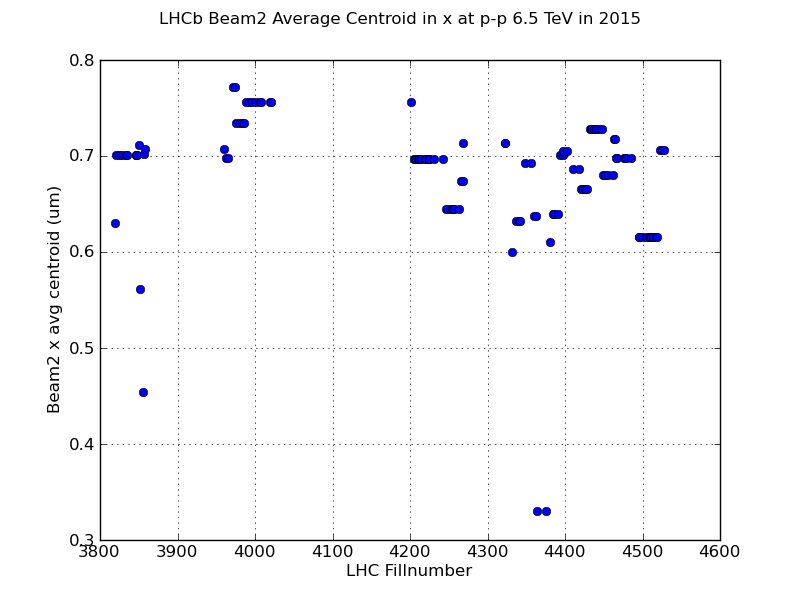 LHCb Beam2 Average Centroid in x at p-p 6.5 TeV in 2015
0.8
0.7
0.6
0.5
0.4
0.3
Beam2 x avg centroid (um)
3800 3900 4000 4100 4200 4300 4400 4500 4600
LHC Fillnumber